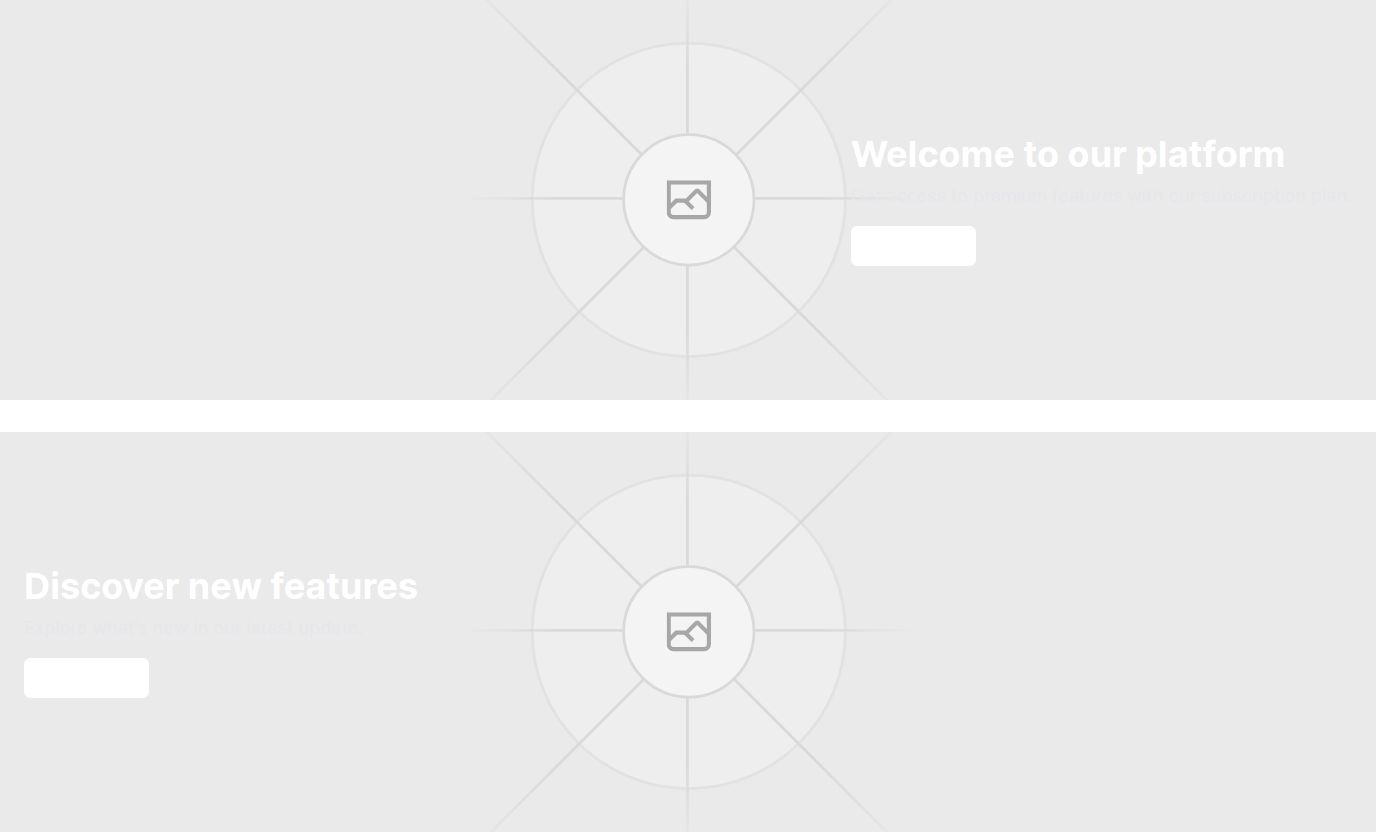 Welcome to our platform
Get access to premium features with our subscription plan.
Discover new features
Explore what's new in our latest update.